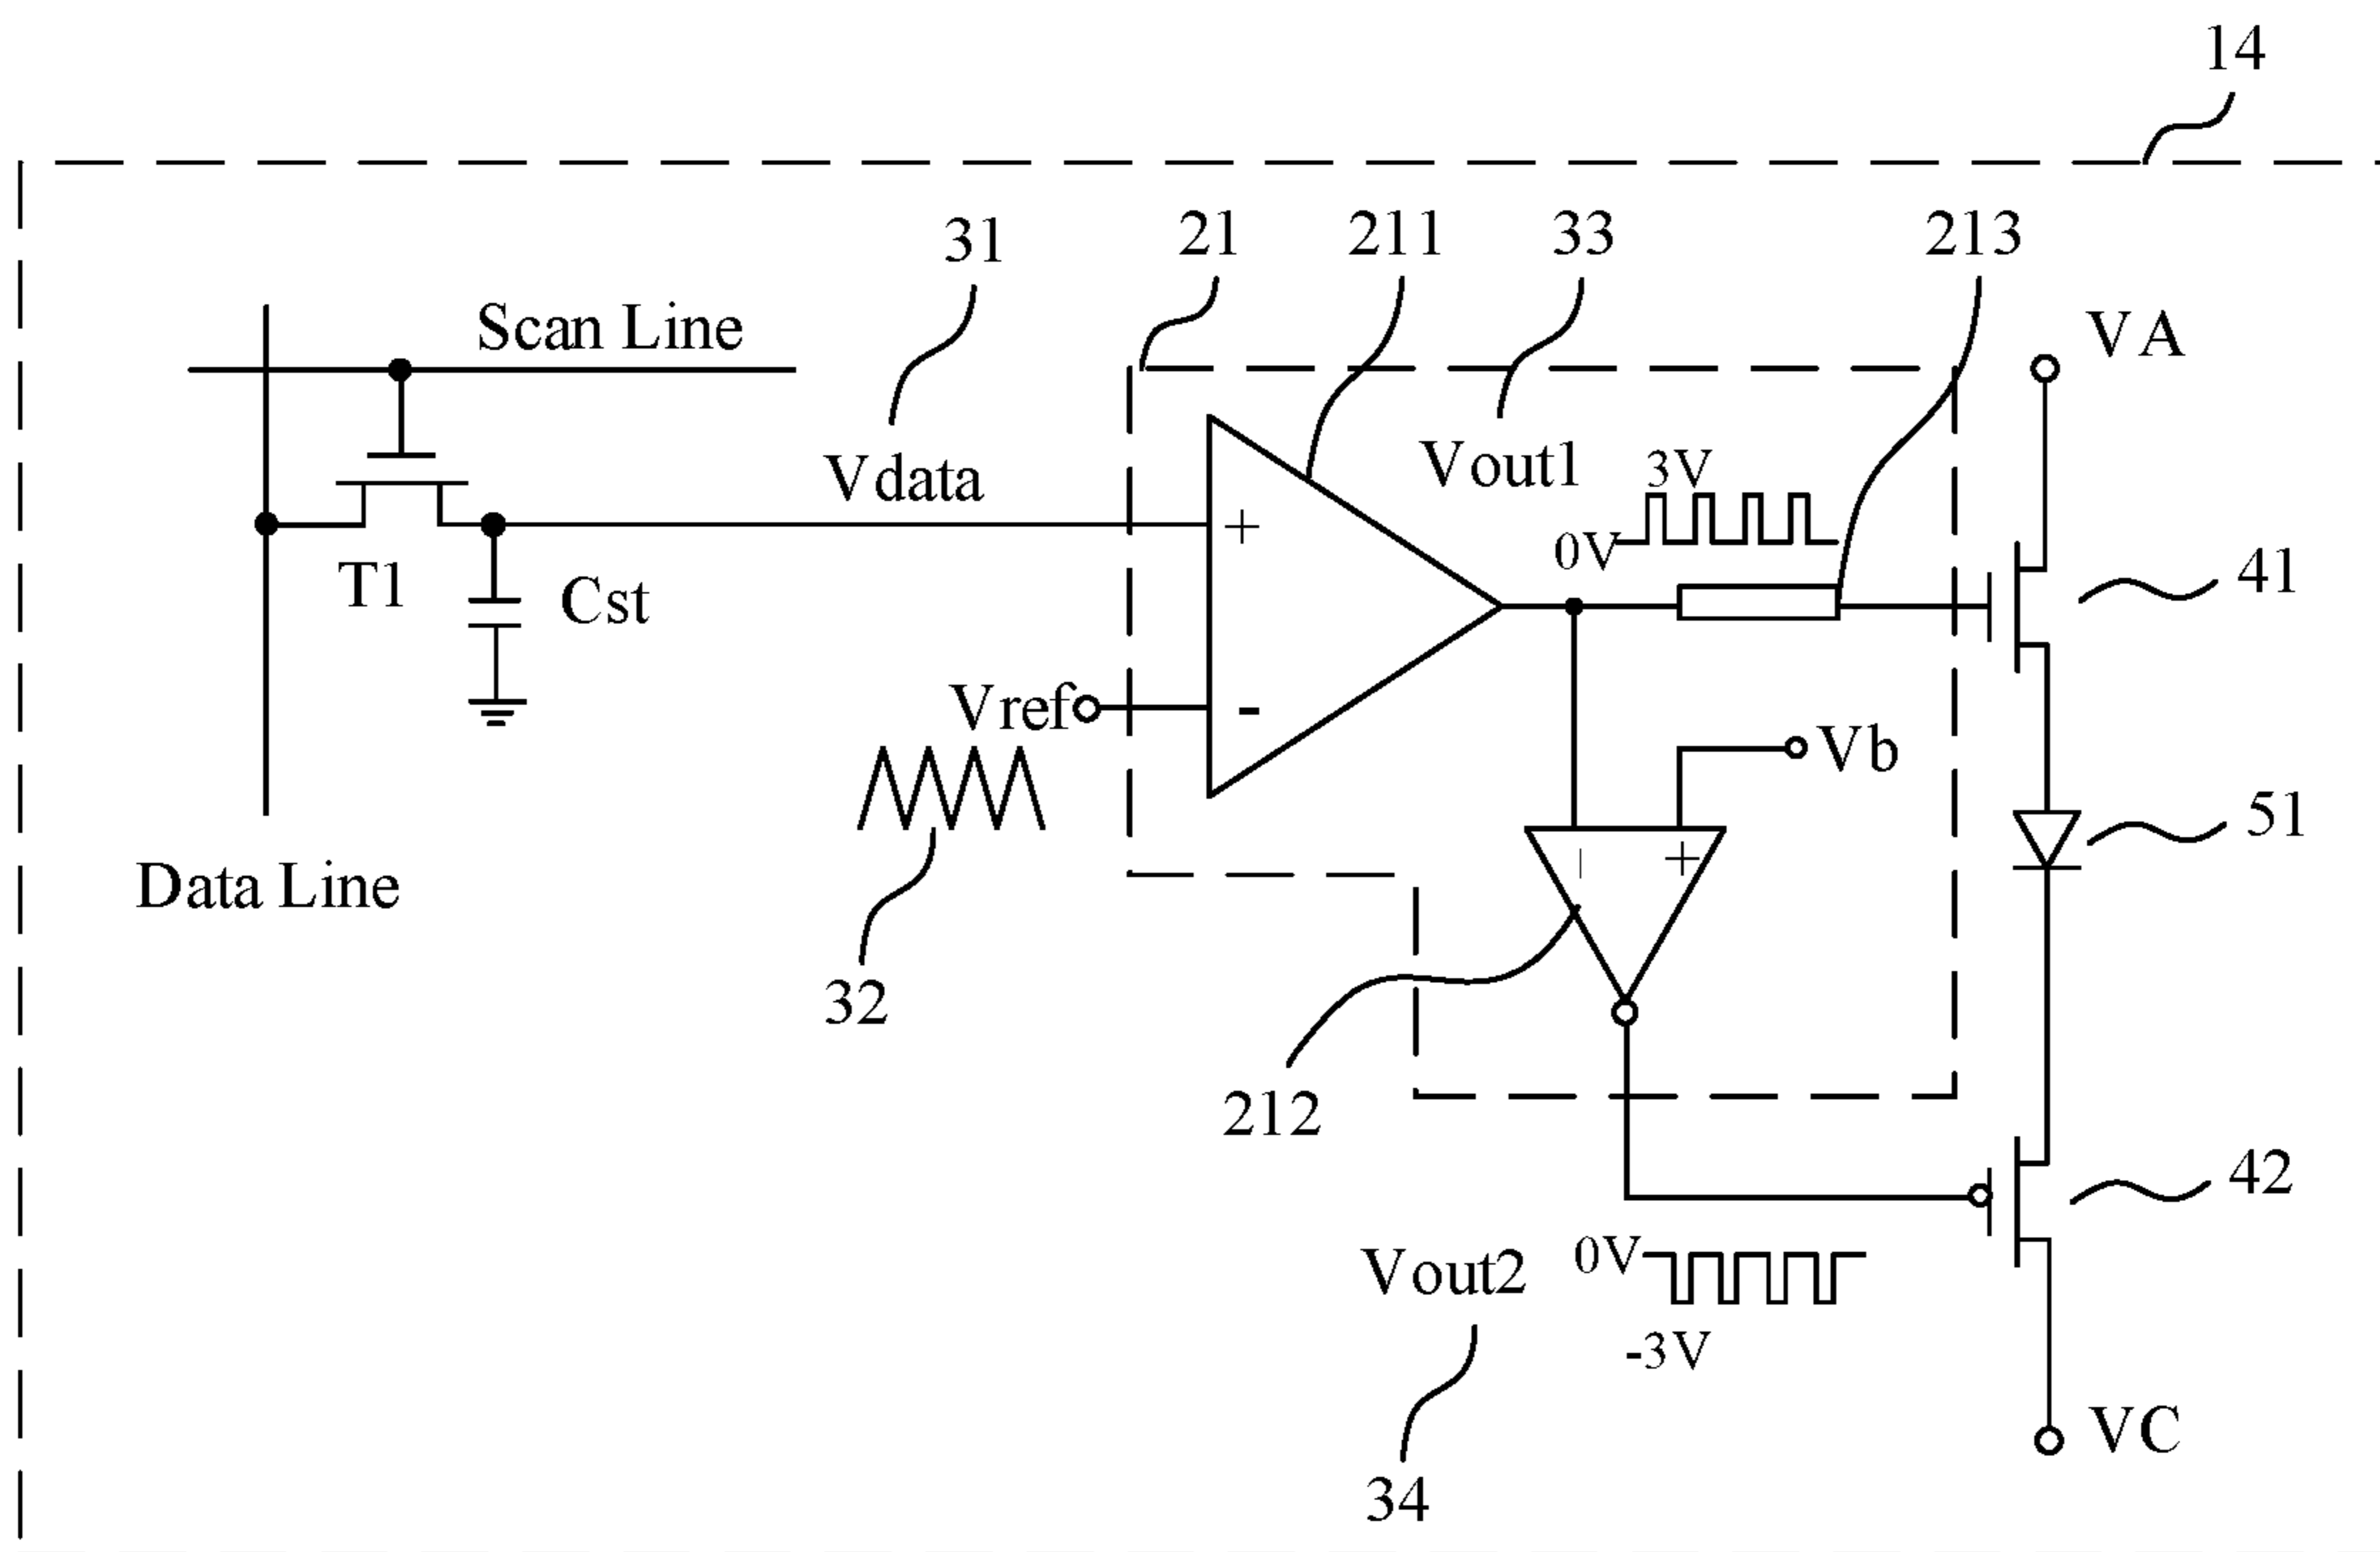 14
31
21
211
33
213
Scan Line
VA
Vdata
Vout1
3V
+
0V
41
T1
Cst
Vref
-
Vb
51
+
-
Data Line
32
212
42
Vout2
0V
-3V
VC
34